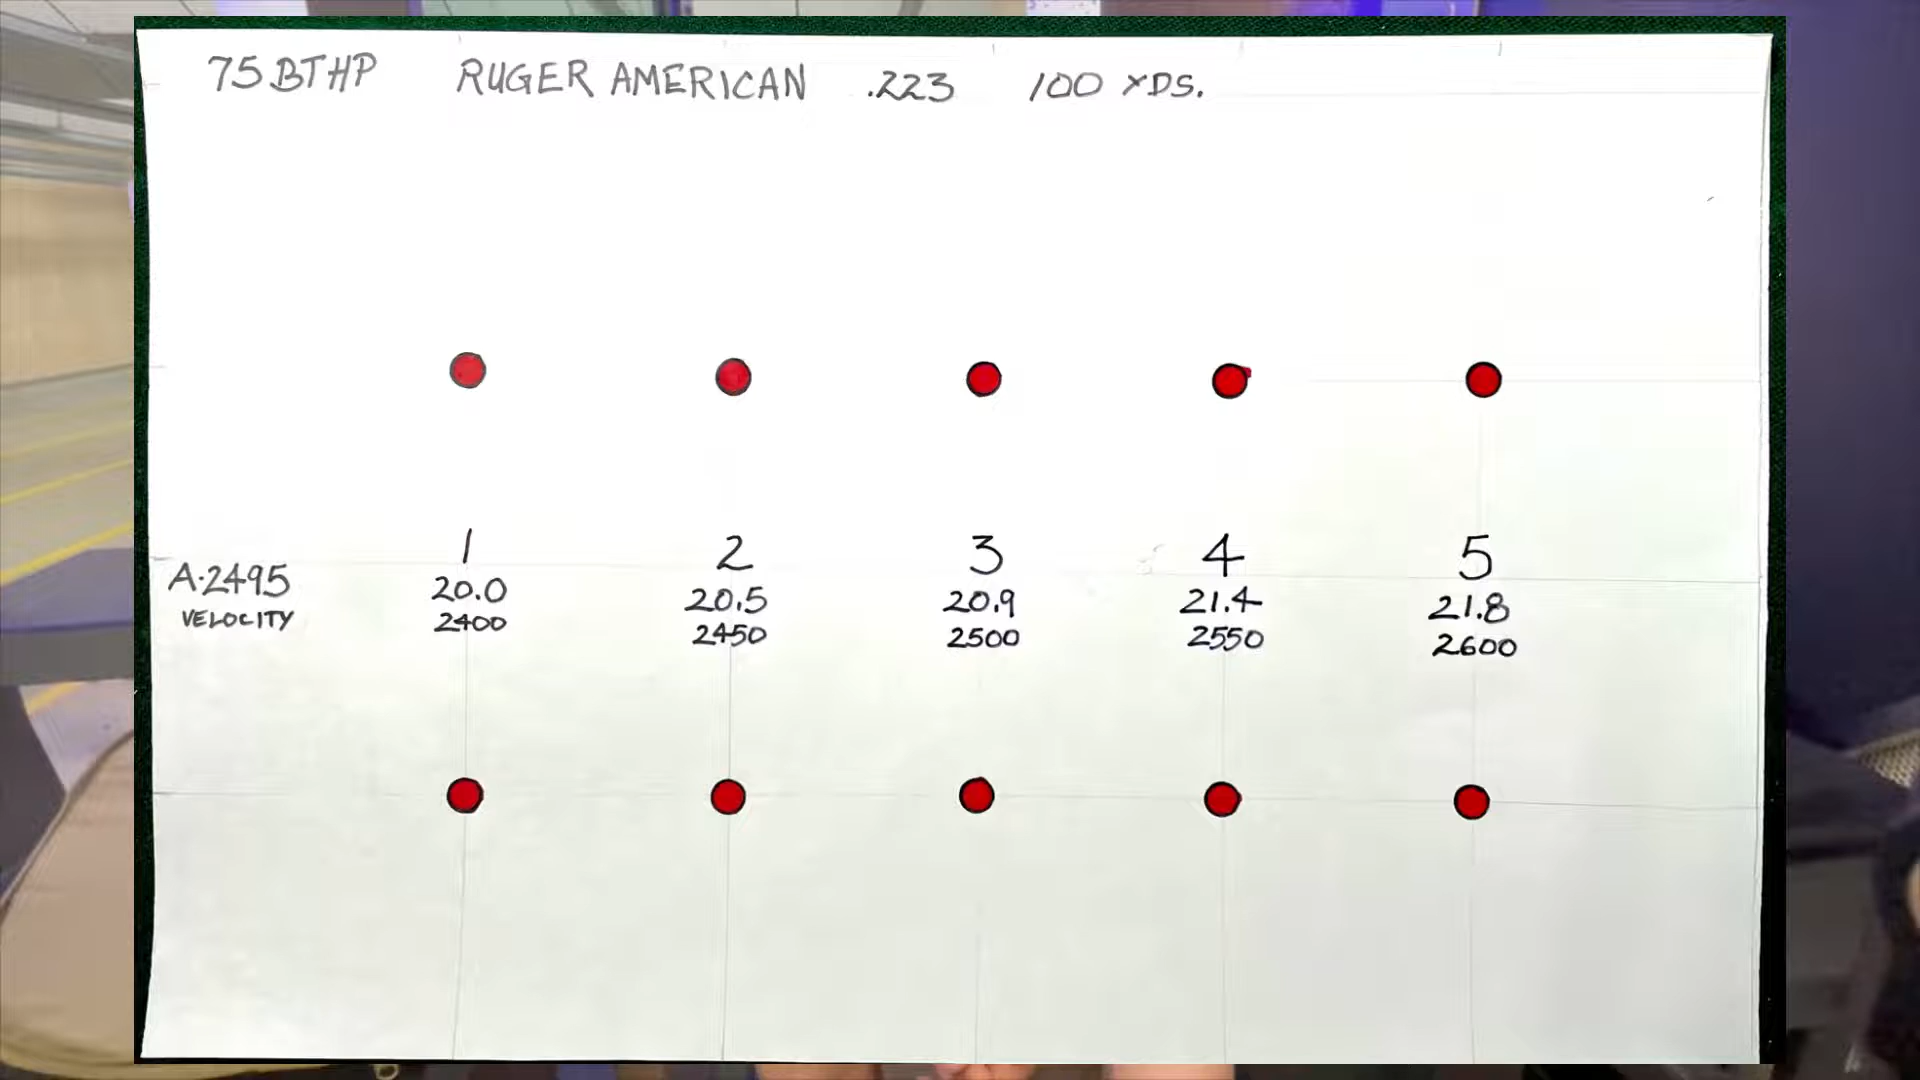 75 BTHP RUGER AMERICAN .223 100 YDS.
1 2 3 4 5
A-2495 20.0 20.5 20.9 21.4 21.8
VELOCITY 2400 2450 2500 2550 2600